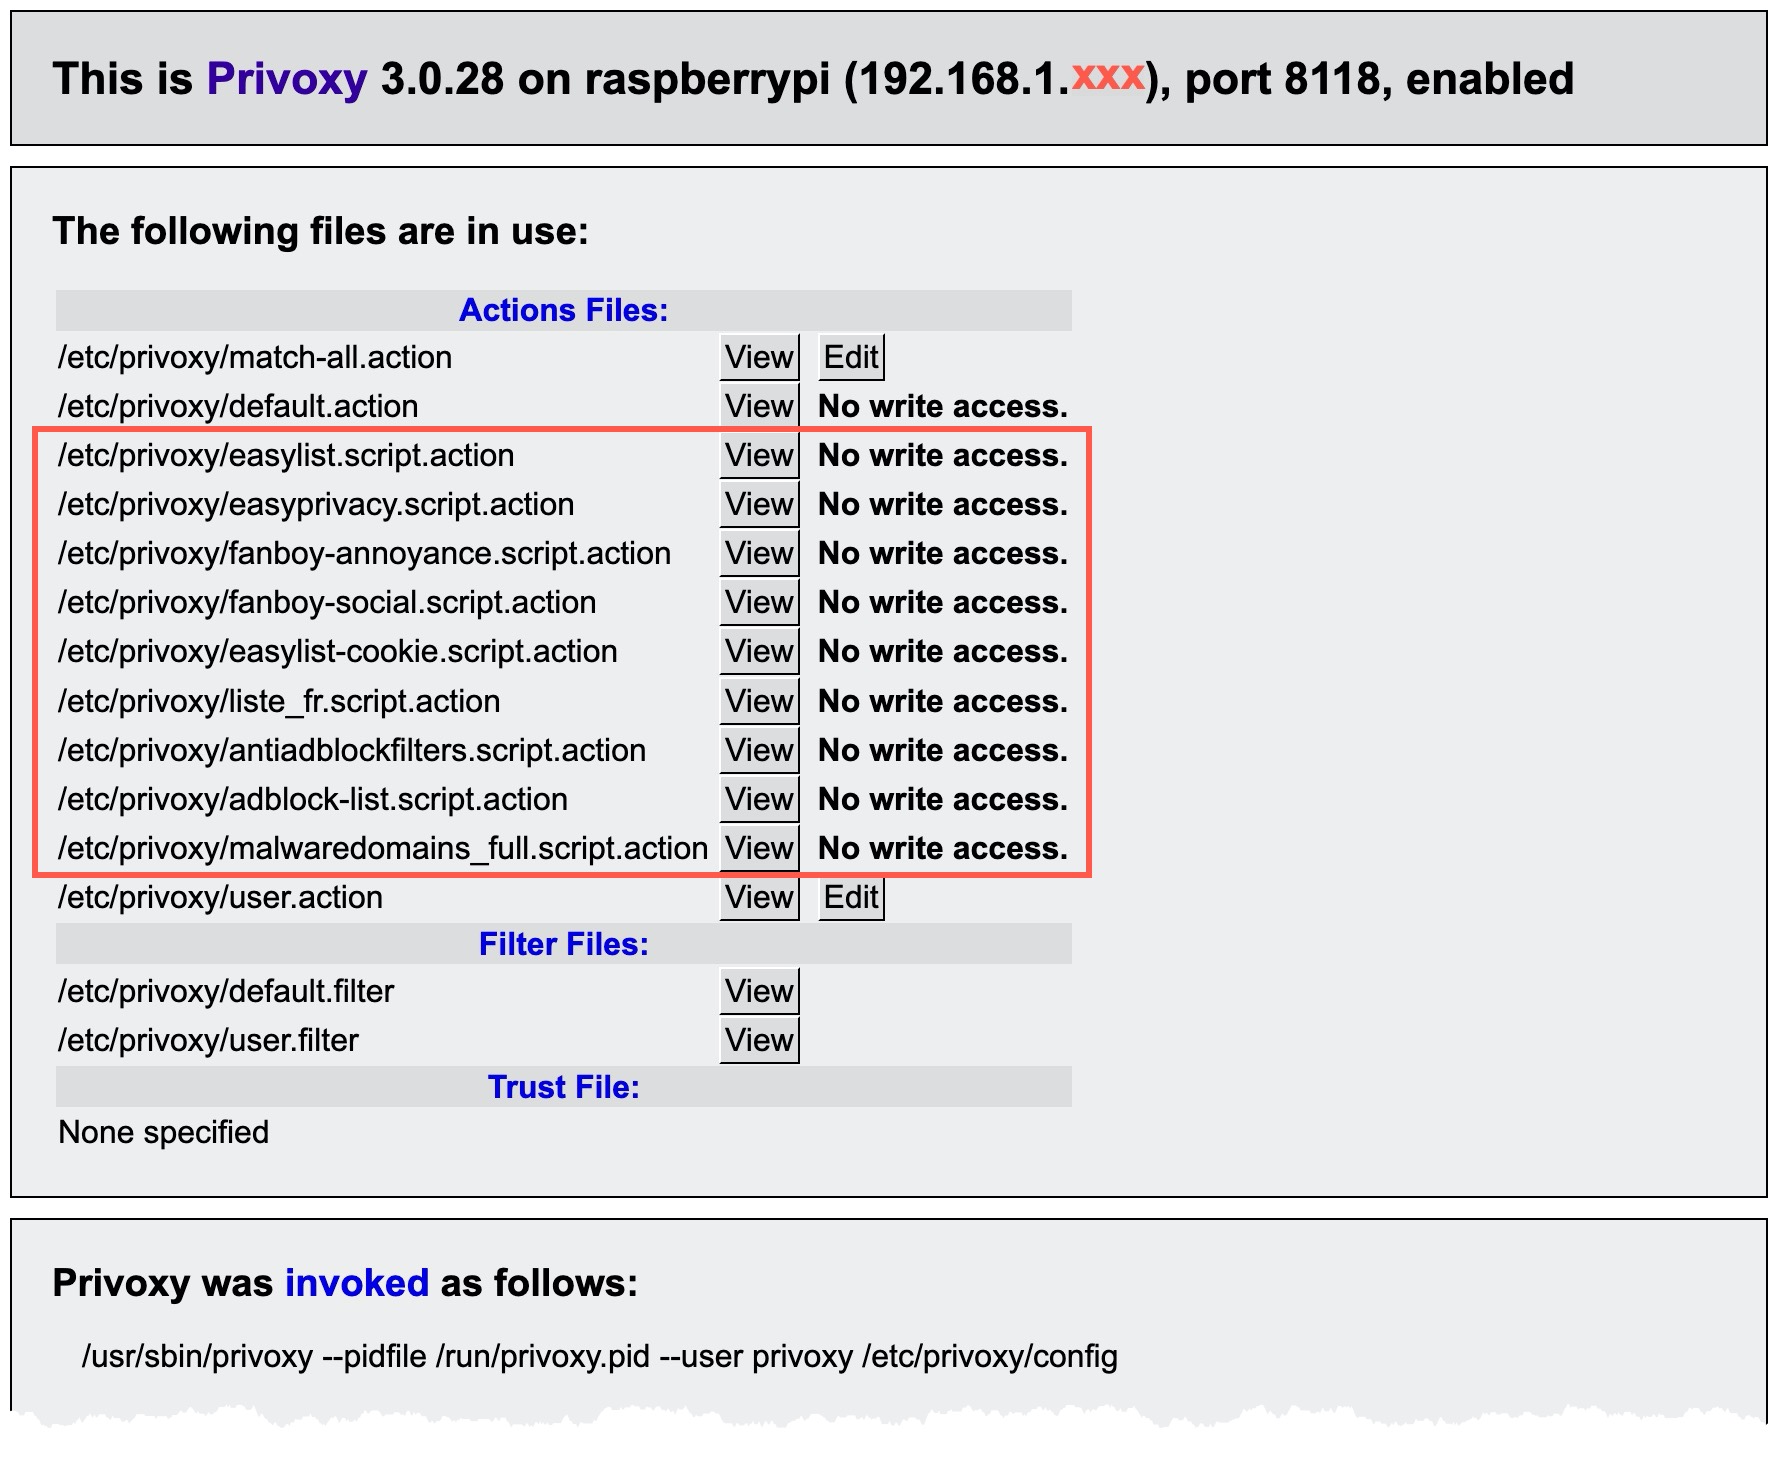 This is Privoxy 3.0.28 on raspberrypi (192.168.1.xxx), port 8118, enabled
The following files are in use:
Actions Files:
/etc/privoxy/match-all.action View Edit
/etc/privoxy/default.action View No write access.
/etc/privoxy/easylist.script.action View No write access.
/etc/privoxy/easyprivacy.script.action View No write access.
/etc/privoxy/fanboy-annoyance.script.action View No write access.
/etc/privoxy/fanboy-social.script.action View No write access.
/etc/privoxy/easylist-cookie.script.action View No write access.
/etc/privoxy/liste_fr.script.action View No write access.
/etc/privoxy/antiadblockfilters.script.action View No write access.
/etc/privoxy/adblock-list.script.action View No write access.
/etc/privoxy/malwaredomains_full.script.action View No write access.
/etc/privoxy/user.action View Edit
Filter Files:
/etc/privoxy/default.filter View
/etc/privoxy/user.filter View
Trust File:
None specified
Privoxy was invoked as follows:
/usr/sbin/privoxy --pidfile /run/privoxy.pid --user privoxy /etc/privoxy/config